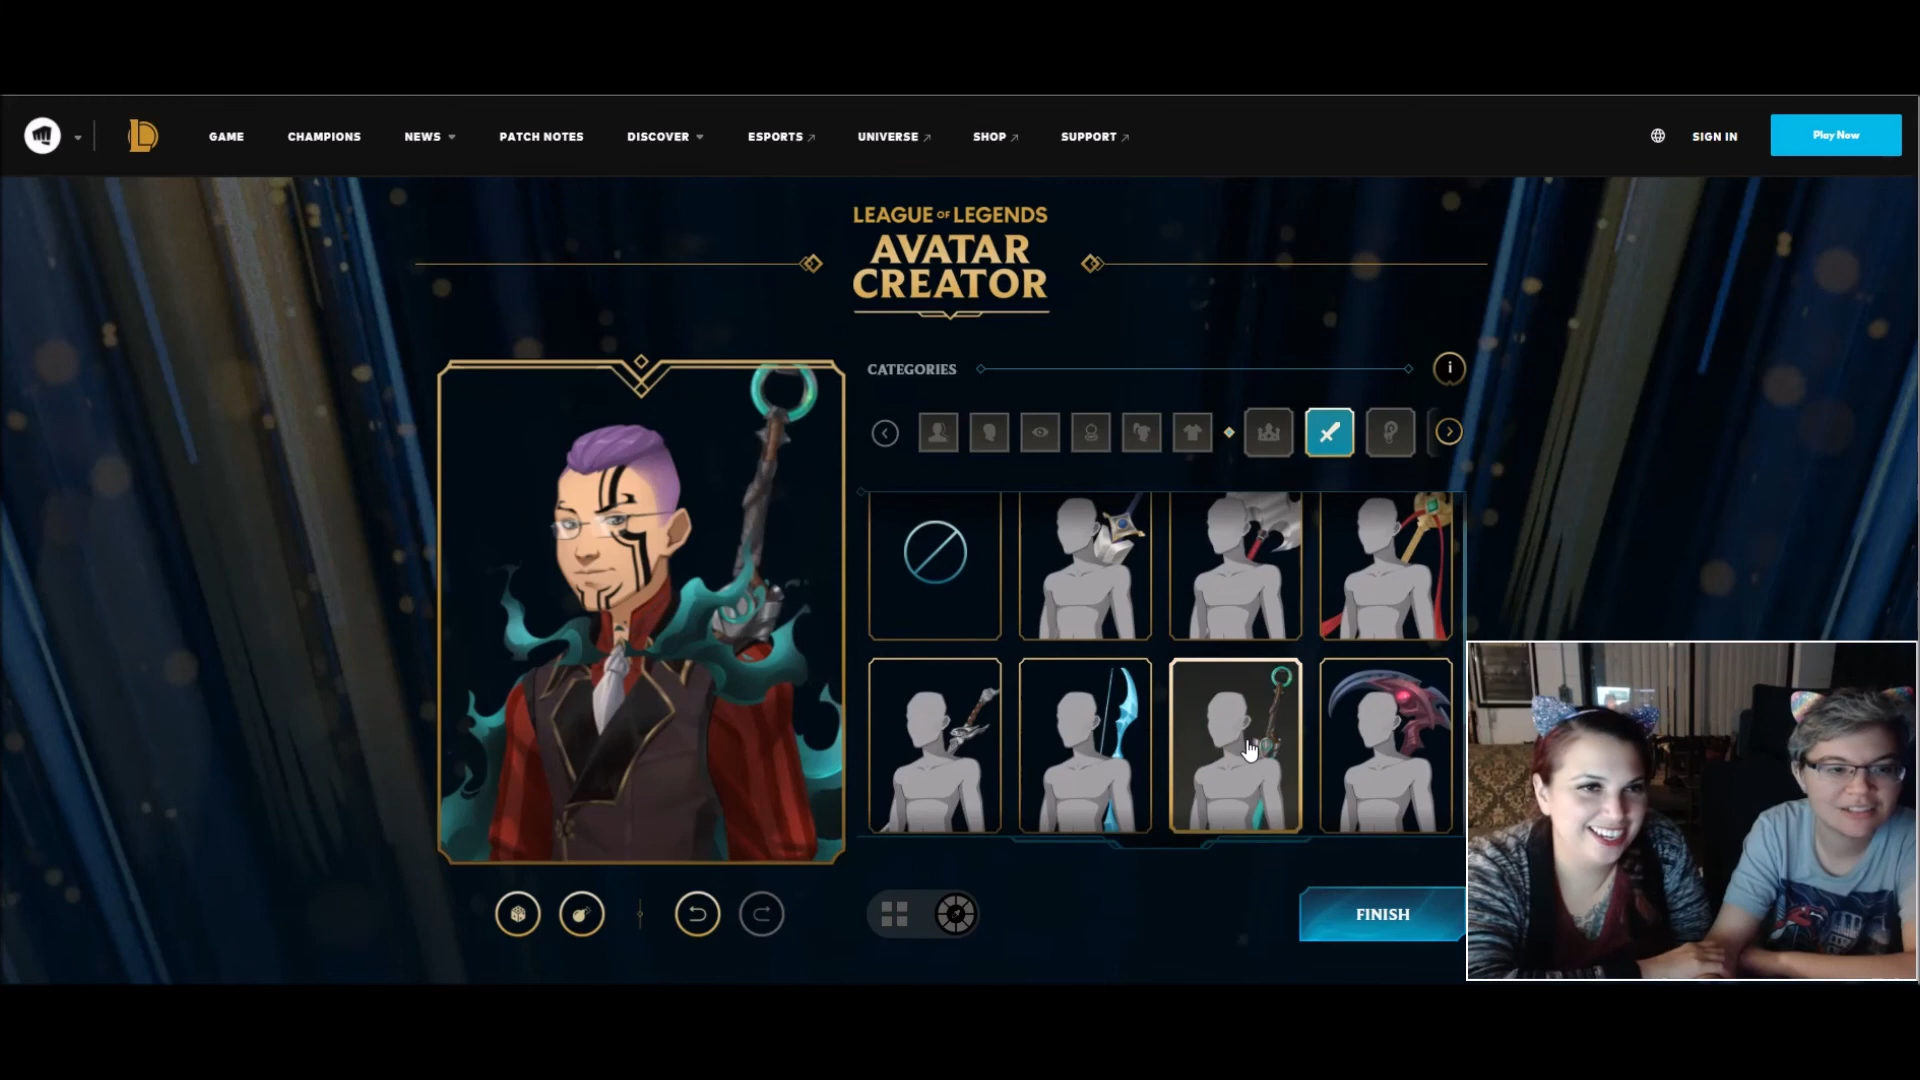 GAME CHAMPIONS NEWS PATCH NOTES DISCOVER ESPORTS UNIVERSE SHOP SUPPORT SIGN IN Play Now
LEAGUE OF LEGENDS
AVATAR
CREATOR
CATEGORIES
i
FINISH